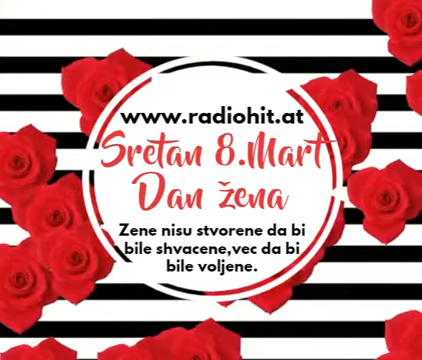 www.radiohit.at
Sretan 8.Mart
Dan žena
Zene nisu stvorene da bi
bile shvacene,vec da bi
bile voljene.